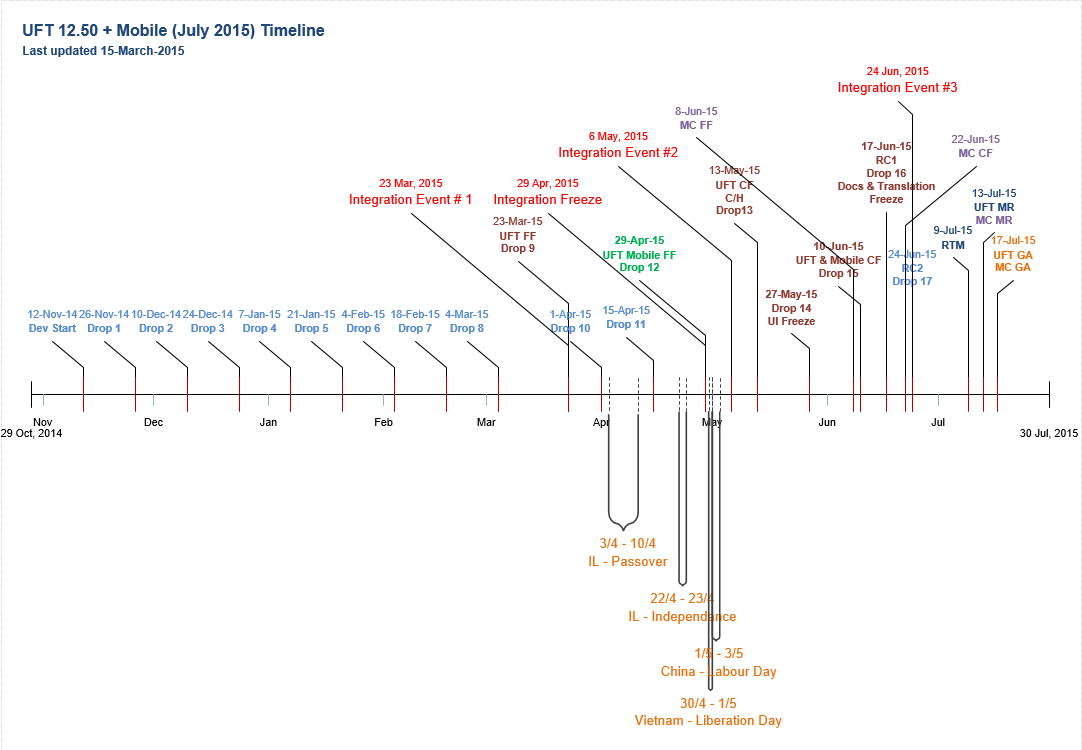 UFT 12.50 + Mobile (July 2015) Timeline
Last updated 15-March-2015
24 Jun, 2015
Integration Event #3
8-Jun-15
MC FF
6 May, 2015
Integration Event #2
17-Jun-15
RC1
Drop 16
Docs & Translation
Freeze
22-Jun-15
MC CF
13-May-15
UFT CF
C/H
Drop13
23 Mar, 2015
Integration Event # 1
29 Apr, 2015
Integration Freeze
13-Jul-15
UFT MR
MC MR
23-Mar-15
UFT FF
Drop 9
9-Jul-15
RTM
29-Apr-15
UFT Mobile FF
Drop 12
10-Jun-15
UFT & Mobile CF
Drop 15
24-Jun-15
RC2
Drop 17
17-Jul-15
UFT GA
MC GA
27-May-15
Drop 14
UI Freeze
12-Nov-14
Dev Start
26-Nov-14
Drop 1
10-Dec-14
Drop 2
24-Dec-14
Drop 3
7-Jan-15
Drop 4
21-Jan-15
Drop 5
4-Feb-15
Drop 6
18-Feb-15
Drop 7
4-Mar-15
Drop 8
1-Apr-15
Drop 10
15-Apr-15
Drop 11
Nov
Dec
Jan
Feb
Mar
Apr
May
Jun
Jul
29 Oct, 2014
30 Jul, 2015
3/4 - 10/4
IL - Passover
22/4 - 23/4
IL - Independance
1/5 - 3/5
China - Labour Day
30/4 - 1/5
Vietnam - Liberation Day